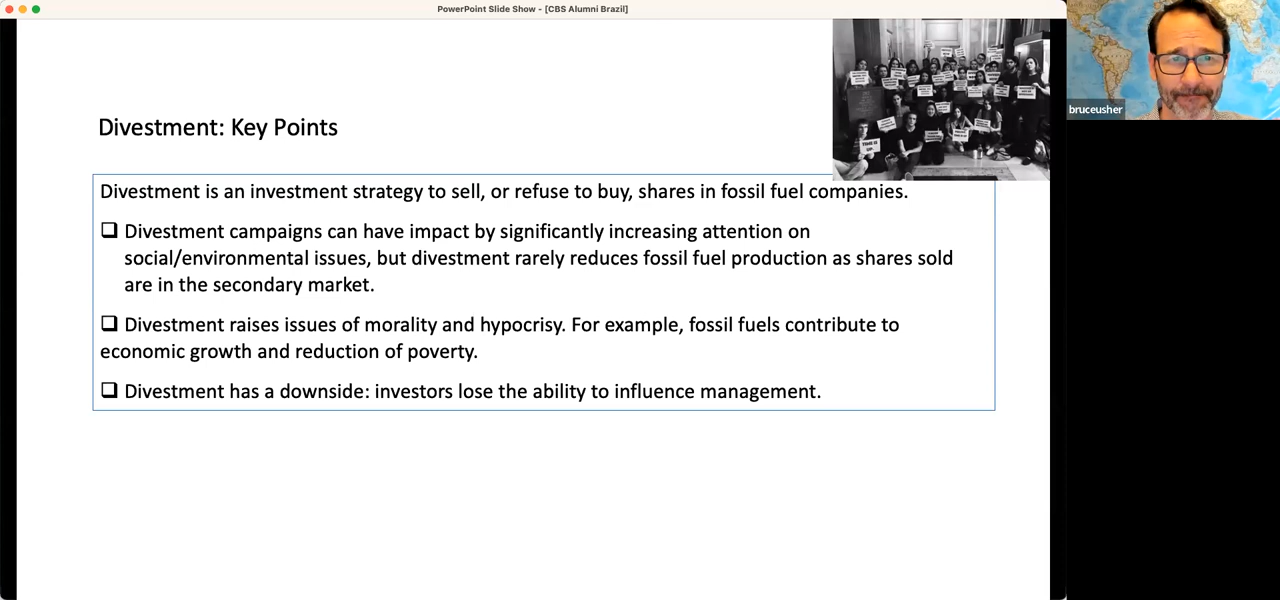 PowerPoint Slide Show - [CBS Alumni Brazil]
bruceusher
TIME IS
UP.
Divestment: Key Points
Divestment is an investment strategy to sell, or refuse to buy, shares in fossil fuel companies.
❑ Divestment campaigns can have impact by significantly increasing attention on
social/environmental issues, but divestment rarely reduces fossil fuel production as shares sold
are in the secondary market.
❑ Divestment raises issues of morality and hypocrisy. For example, fossil fuels contribute to
economic growth and reduction of poverty.
❑ Divestment has a downside: investors lose the ability to influence management.